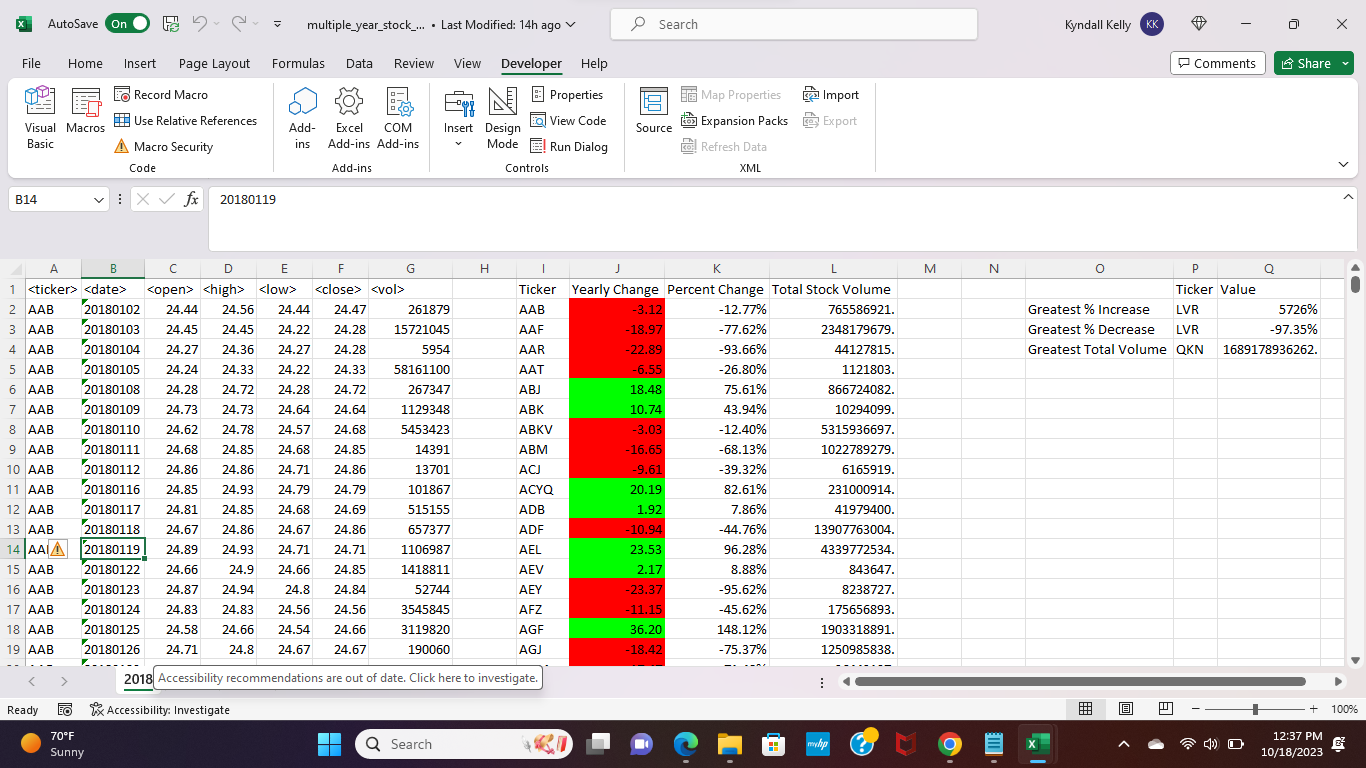 AutoSave On multiple_year_stock_... • Last Modified: 14h ago Search Kyndall Kelly KK
File Home Insert Page Layout Formulas Data Review View Developer Help Comments Share
Visual Basic
Macros
Record Macro
Use Relative References
Macro Security
Code
Add-ins
Excel Add-ins
COM Add-ins
Add-ins
Insert
Design Mode
Properties
View Code
Run Dialog
Controls
Source
Map Properties
Expansion Packs
Refresh Data
Import
Export
XML
B14 fx 20180119
A B C D E F G H I J K L M N O P Q
1 <ticker> <date> <open> <high> <low> <close> <vol> Ticker Yearly Change Percent Change Total Stock Volume Ticker Value
2 AAB 20180102 24.44 24.56 24.44 24.47 261879 AAB -3.12 -12.77% 765586921. Greatest % Increase LVR 5726%
3 AAB 20180103 24.45 24.45 24.22 24.28 15721045 AAF -18.97 -77.62% 2348179679. Greatest % Decrease LVR -97.35%
4 AAB 20180104 24.27 24.36 24.27 24.28 5954 AAR -22.89 -93.66% 44127815. Greatest Total Volume QKN 1689178936262.
5 AAB 20180105 24.24 24.33 24.22 24.33 58161100 AAT -6.55 -26.80% 1121803.
6 AAB 20180108 24.28 24.72 24.28 24.72 267347 ABJ 18.48 75.61% 866724082.
7 AAB 20180109 24.73 24.73 24.64 24.64 1129348 ABK 10.74 43.94% 10294099.
8 AAB 20180110 24.62 24.78 24.57 24.68 5453423 ABKV -3.03 -12.40% 5315936697.
9 AAB 20180111 24.68 24.85 24.68 24.85 14391 ABM -16.65 -68.13% 1022789279.
10 AAB 20180112 24.86 24.86 24.71 24.86 13701 ACJ -9.61 -39.32% 6165919.
11 AAB 20180116 24.85 24.93 24.79 24.79 101867 ACYQ 20.19 82.61% 231000914.
12 AAB 20180117 24.81 24.85 24.68 24.69 515155 ADB 1.92 7.86% 41979400.
13 AAB 20180118 24.67 24.86 24.67 24.86 657377 ADF -10.94 -44.76% 13907763004.
14 20180119 24.89 24.93 24.71 24.71 1106987 AEL 23.53 96.28% 4339772534.
15 AAB 20180122 24.66 24.9 24.66 24.85 1418811 AEV 2.17 8.88% 843647.
16 AAB 20180123 24.87 24.94 24.8 24.84 52744 AEY -23.37 -95.62% 8238727.
17 AAB 20180124 24.83 24.83 24.56 24.56 3545845 AFZ -11.15 -45.62% 175656893.
18 AAB 20180125 24.58 24.66 24.54 24.66 3119820 AGF 36.20 148.12% 1903318891.
19 AAB 20180126 24.71 24.8 24.67 24.67 190060 AGJ -18.42 -75.37% 1250985838.
2018 Accessibility recommendations are out of date. Click here to investigate.
Ready Accessibility: Investigate 100%
70°F
Sunny
Search
myhp
12:37 PM
10/18/2023